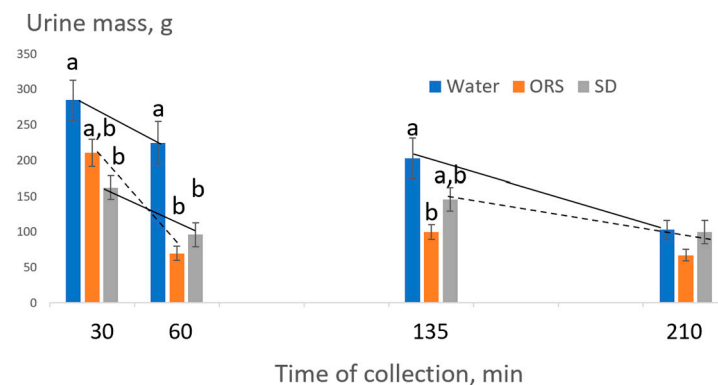 Urine mass, g
350
300
250
200
150
100
50
0
a
a,b
b
a
b
b
a
b
a,b
Water ORS SD
30 60 135 210
Time of collection, min